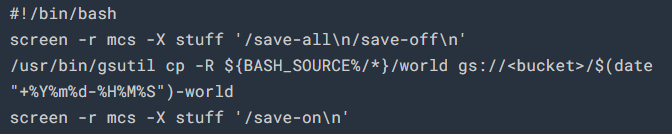 #!/bin/bash
screen -r mcs -X stuff '/save-all\n/save-off\n'
/usr/bin/gsutil cp -R ${BASH_SOURCE%/*}/world gs://<bucket>/$(date
"+%Y%m%d-%H%M%S")-world
screen -r mcs -X stuff '/save-on\n'